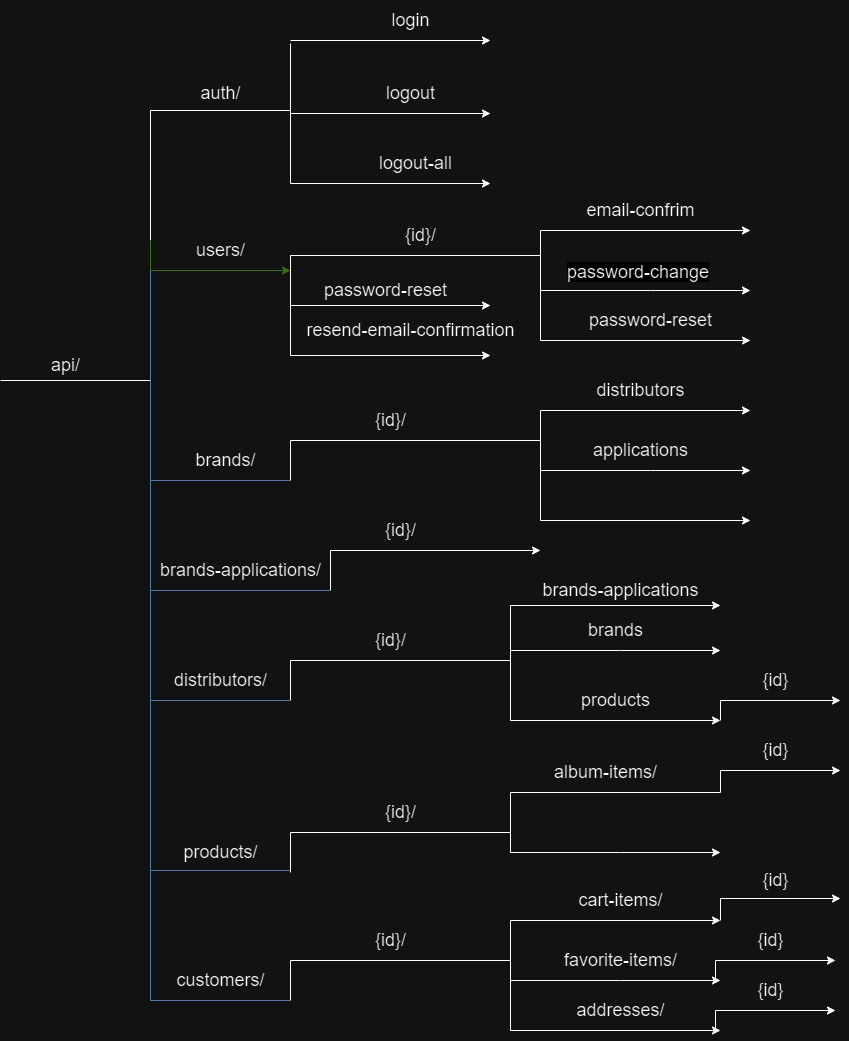 login
auth/
logout
logout-all
email-confrim
{id}/
users/
password-change
password-reset
password-reset
resend-email-confirmation
api/
distributors
{id}/
applications
brands/
{id}/
brands-applications/
brands-applications
brands
{id}/
distributors/
{id}
products
{id}
album-items/
{id}/
products/
{id}
cart-items/
{id}/
{id}
favorite-items/
customers/
{id}
addresses/